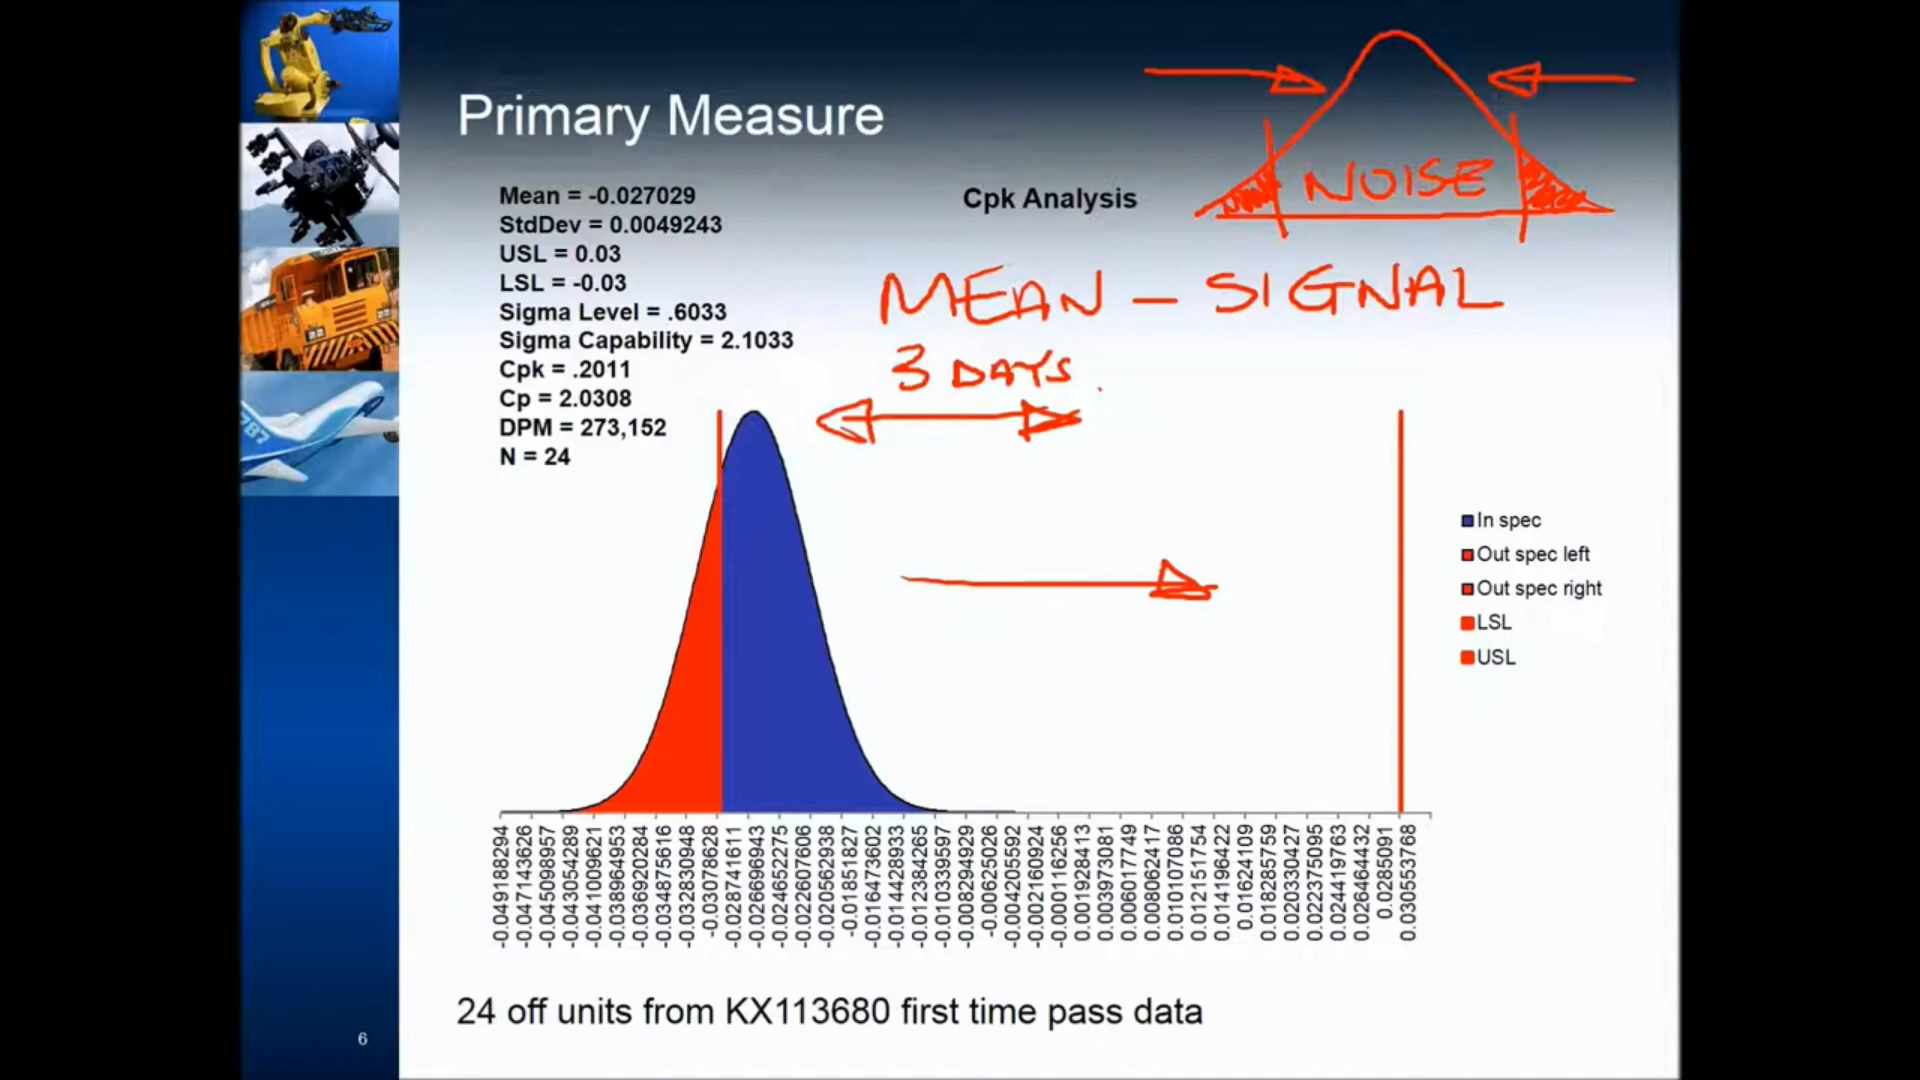 Primary Measure
Mean = -0.027029
StdDev = 0.0049243
USL = 0.03
LSL = -0.03
Sigma Level = .6033
Sigma Capability = 2.1033
Cpk = .2011
Cp = 2.0308
DPM = 273,152
N = 24
Cpk Analysis
NOISE
MEAN – SIGNAL
3 DAYS
In spec
Out spec left
Out spec right
LSL
USL
-0.049188294
-0.047143626
-0.045098957
-0.043054289
-0.041009621
-0.038964953
-0.036920284
-0.034875616
-0.032830948
-0.03078628
-0.028741611
-0.026696943
-0.024652275
-0.022607606
-0.020562938
-0.01851827
-0.016473602
-0.014428933
-0.012384265
-0.010339597
-0.008294929
-0.00625026
-0.004205592
-0.002160924
-0.000116256
0.001928413
0.003973081
0.006017749
0.008062417
0.010107086
0.012151754
0.014196422
0.01624109
0.018285759
0.020330427
0.022375095
0.024419763
0.026464432
0.0285091
0.030553768
24 off units from KX113680 first time pass data
6
787